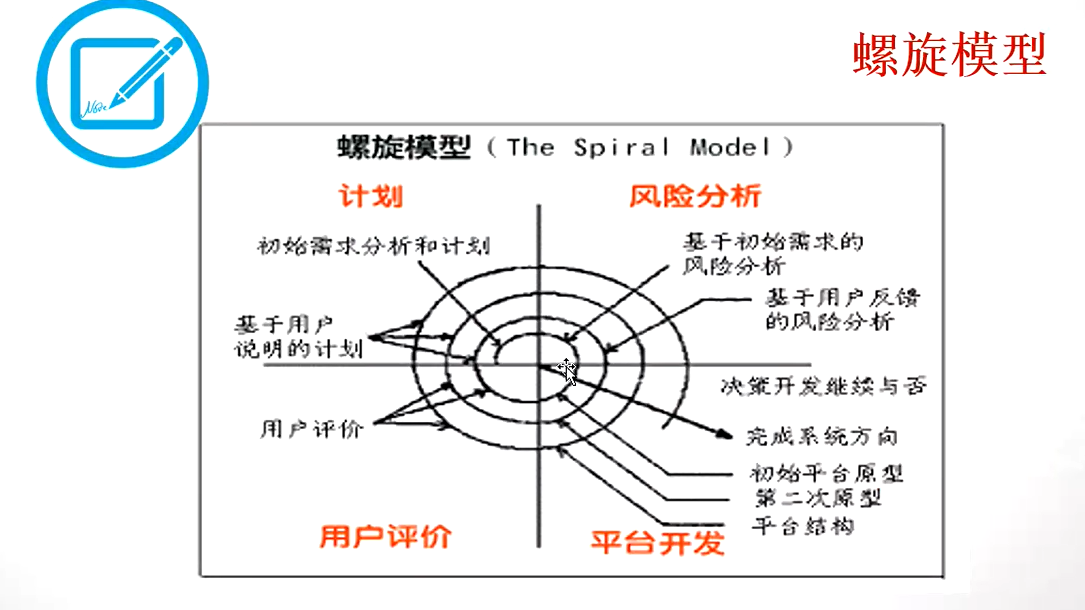 螺旋模型
Note
螺旋模型（The Spiral Model）
计划
风险分析
初始需求分析和计划
基于初始需求的
风险分析
基于用户反馈
的风险分析
基于用户
说明的计划
决策开发继续与否
用户评价
完成系统方向
初始平台原型
第二次原型
平台结构
用户评价
平台开发